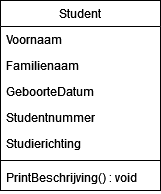 Student
Voornaam
Familienaam
GeboorteDatum
Studentnummer
Studierichting
PrintBeschrijving() : void